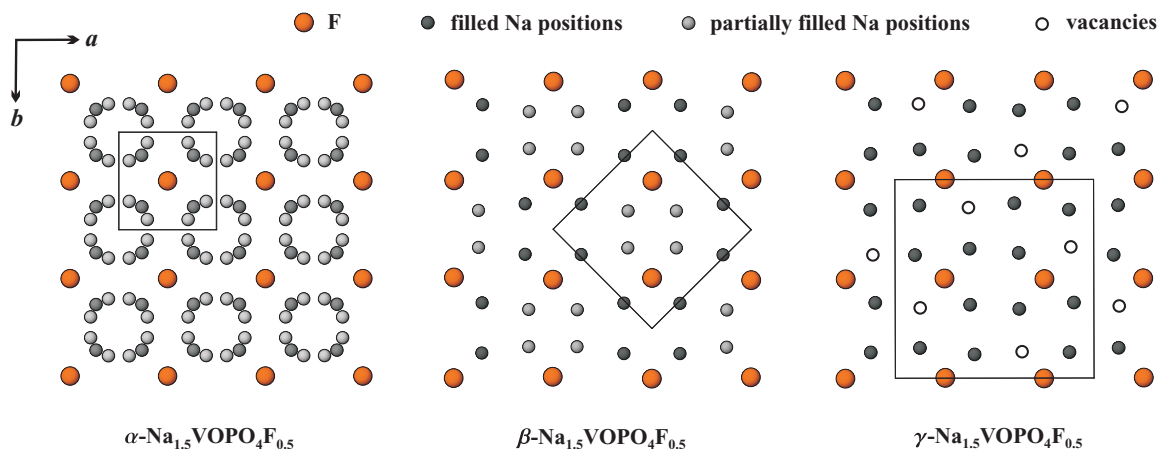 F filled Na positions partially filled Na positions vacancies
a
b
α-Na₁.₅VOPO₄F₀.₅ β-Na₁.₅VOPO₄F₀.₅ γ-Na₁.₅VOPO₄F₀.₅